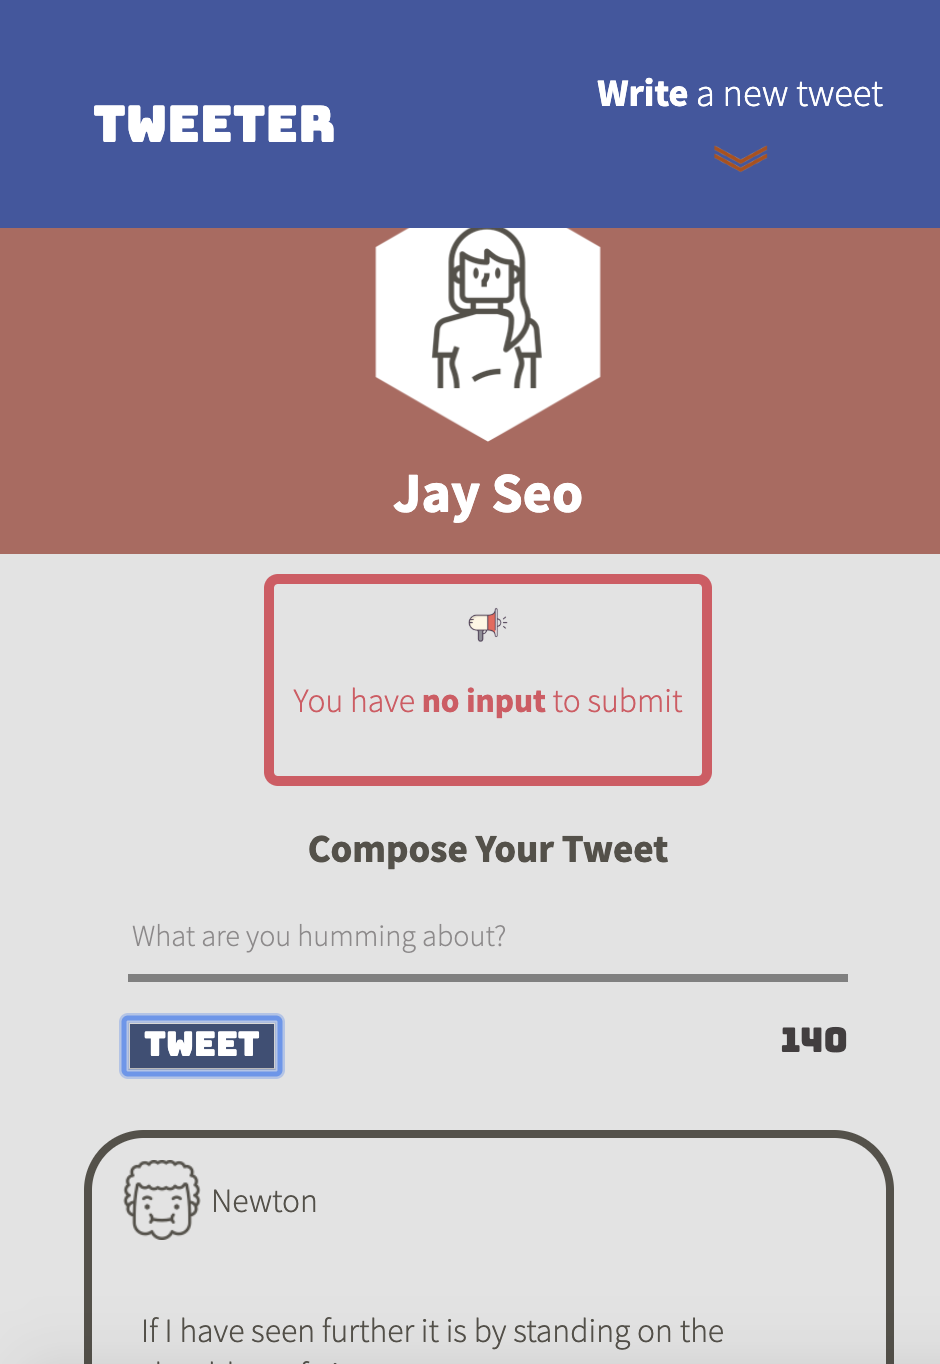 TWEETER
Write a new tweet
Jay Seo
You have no input to submit
Compose Your Tweet
What are you humming about?
TWEET
140
Newton
If I have seen further it is by standing on the